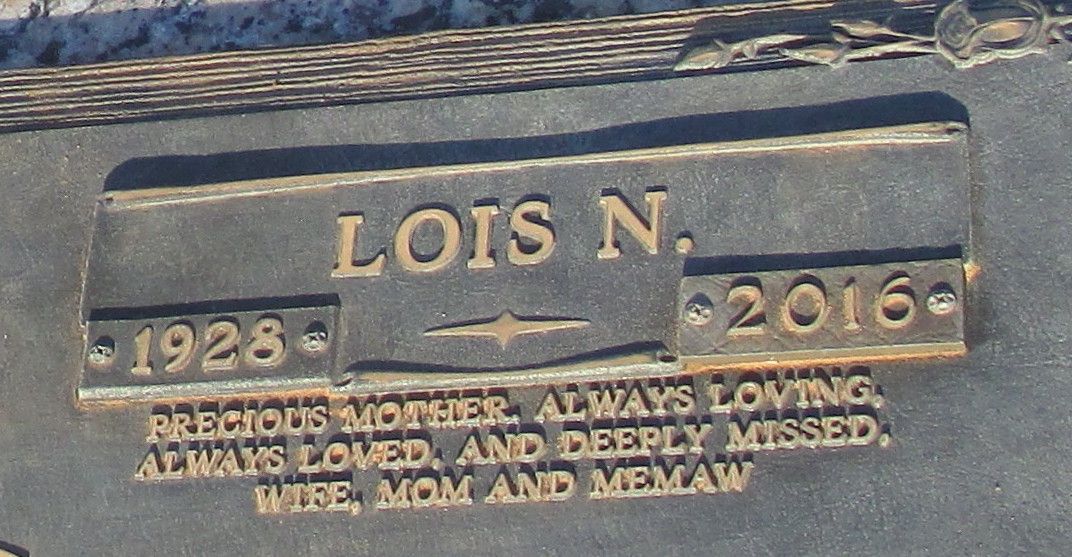 LOIS N.
1928 2016
PRECIOUS MOTHER, ALWAYS LOVING,
ALWAYS LOVED, AND DEEPLY MISSED,
WIFE, MOM AND MEMAW